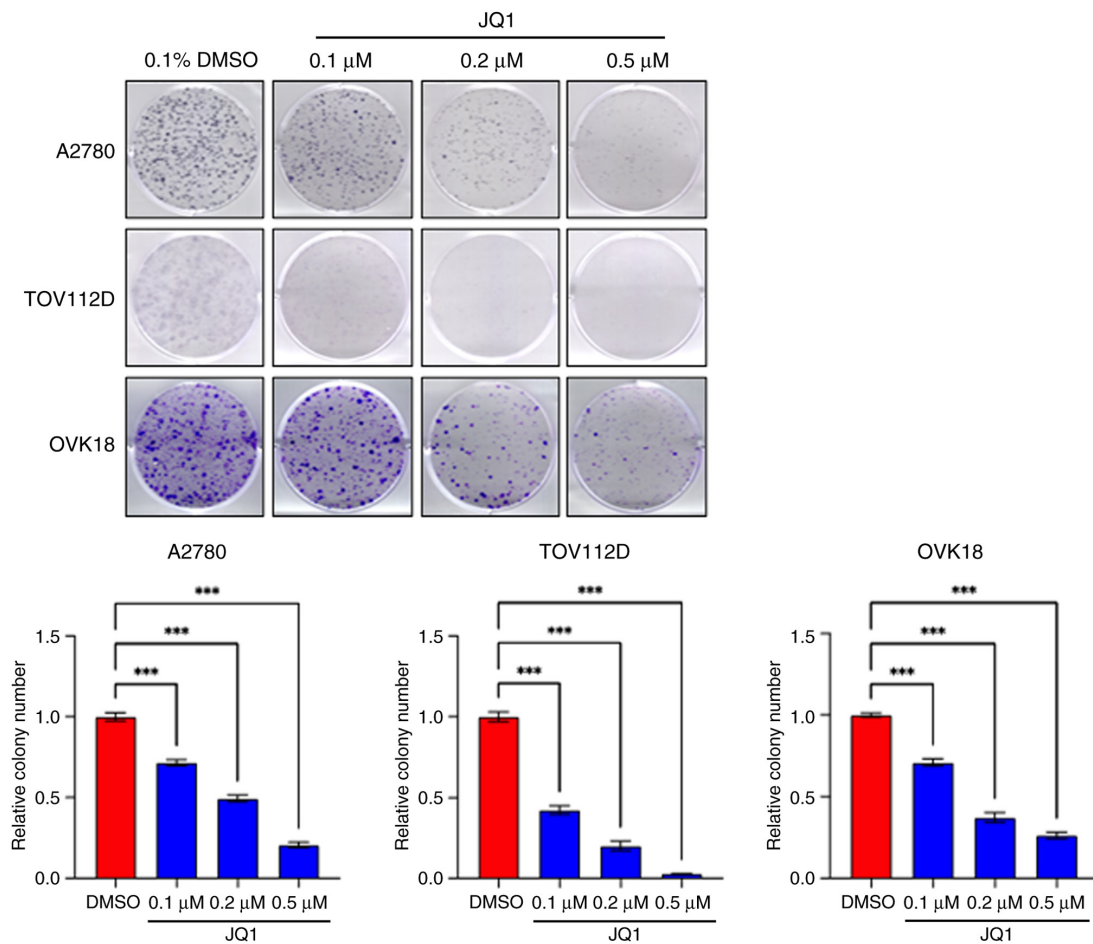 JQ1
0.1% DMSO 0.1 μM 0.2 μM 0.5 μM
A2780
TOV112D
OVK18
A2780 TOV112D OVK18
*** *** ***
*** *** ***
*** *** ***
1.5 1.5 1.5
1.0 1.0 1.0
0.5 0.5 0.5
0.0 0.0 0.0
Relative colony number Relative colony number Relative colony number
DMSO 0.1 μM 0.2 μM 0.5 μM DMSO 0.1 μM 0.2 μM 0.5 μM DMSO 0.1 μM 0.2 μM 0.5 μM
JQ1 JQ1 JQ1